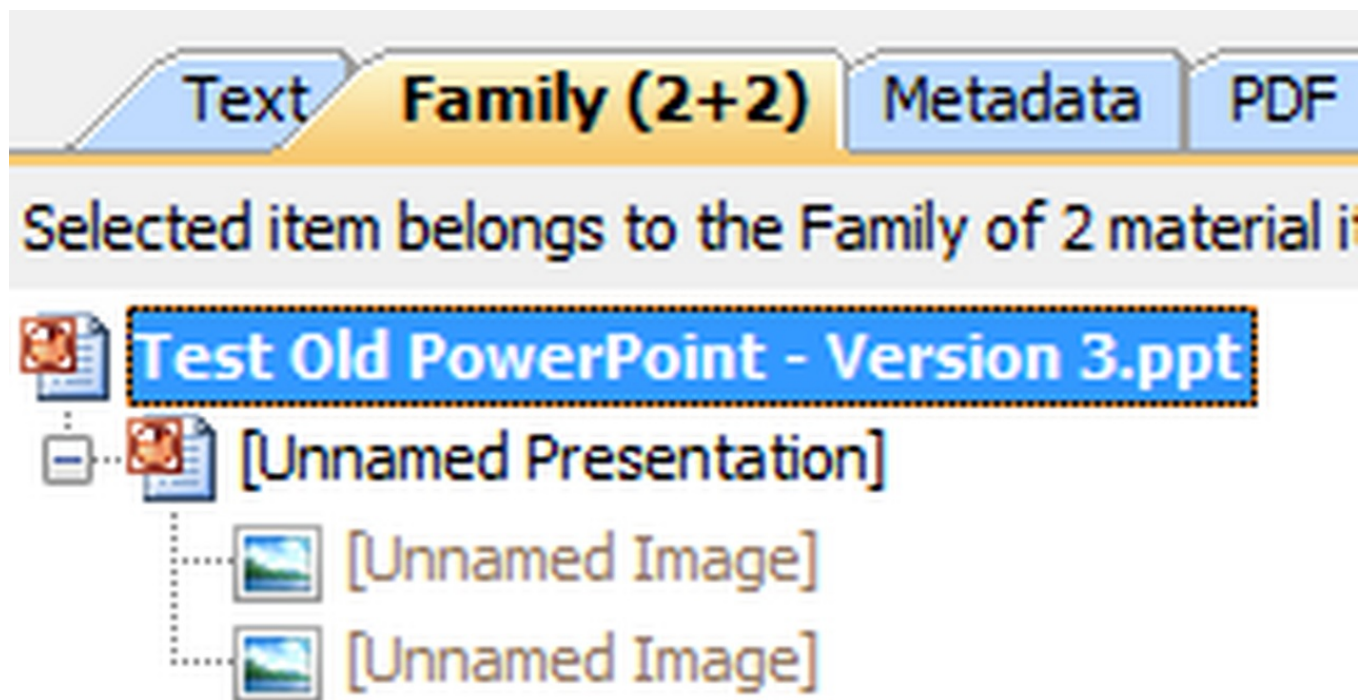 Text Family (2+2) Metadata PDF
Selected item belongs to the Family of 2 material
Test Old PowerPoint - Version 3.ppt
[Unnamed Presentation]
[Unnamed Image]
[Unnamed Image]